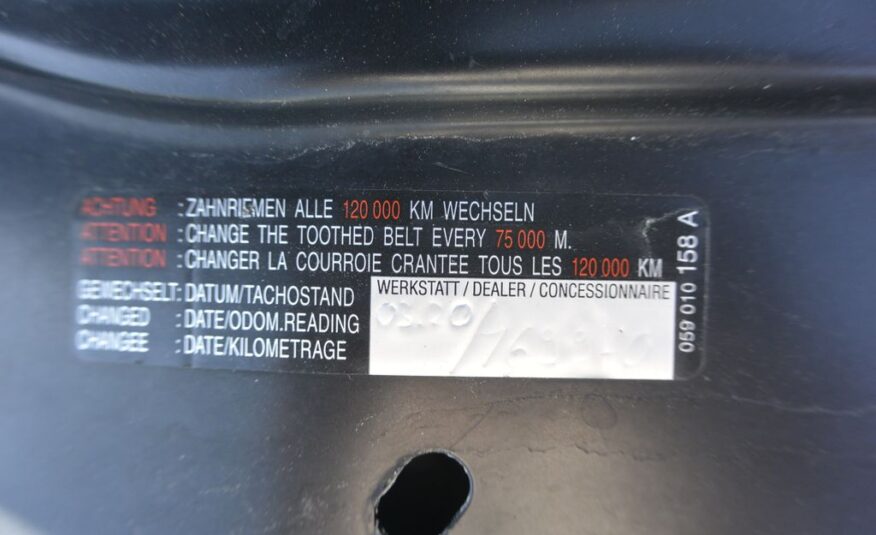 ACHTUNG : ZAHNRIEMEN ALLE 120 000 KM WECHSELN
ATTENTION : CHANGE THE TOOTHED BELT EVERY 75 000 M.
ATTENTION : CHANGER LA COURROIE CRANTEE TOUS LES 120 000 KM
GEWECHSELT: DATUM/TACHOSTAND
CHANGED : DATE/ODOM.READING
CHANGEE : DATE/KILOMETRAGE
WERKSTATT / DEALER / CONCESSIONNAIRE
059 010 158 A